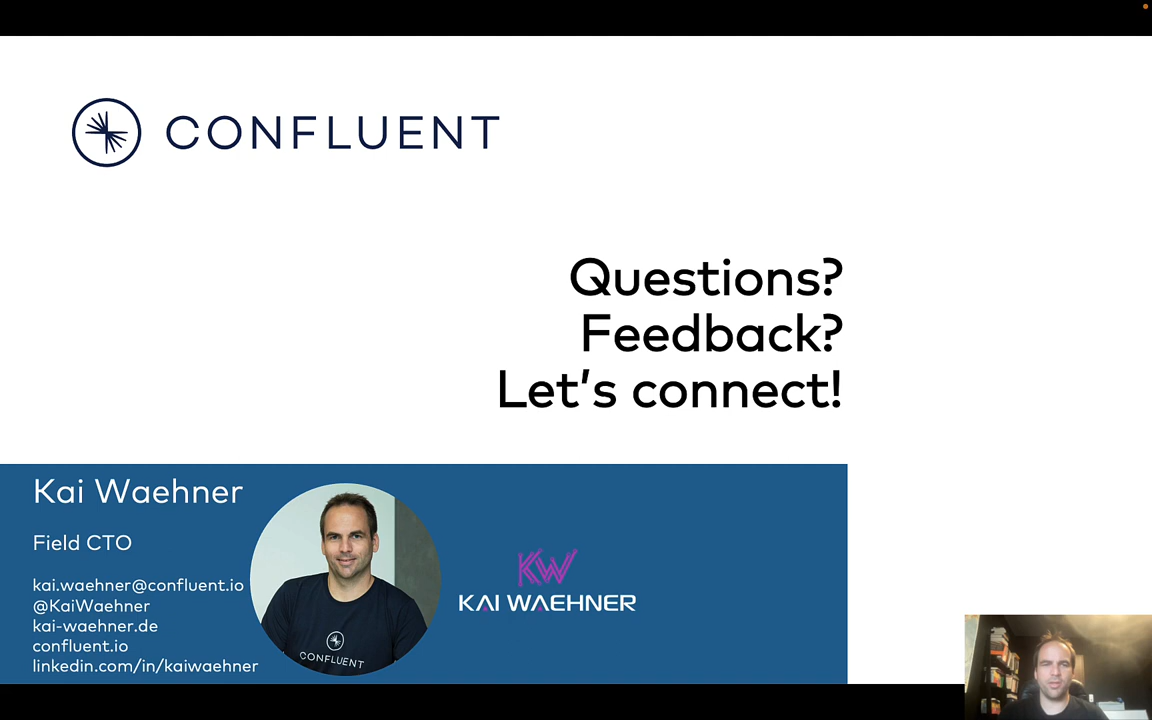 CONFLUENT
Questions?
Feedback?
Let's connect!
Kai Waehner
Field CTO
kai.waehner@confluent.io
@KaiWaehner
kai-waehner.de
confluent.io
linkedin.com/in/kaiwaehner
CONFLUENT
KW
KAI WAEHNER